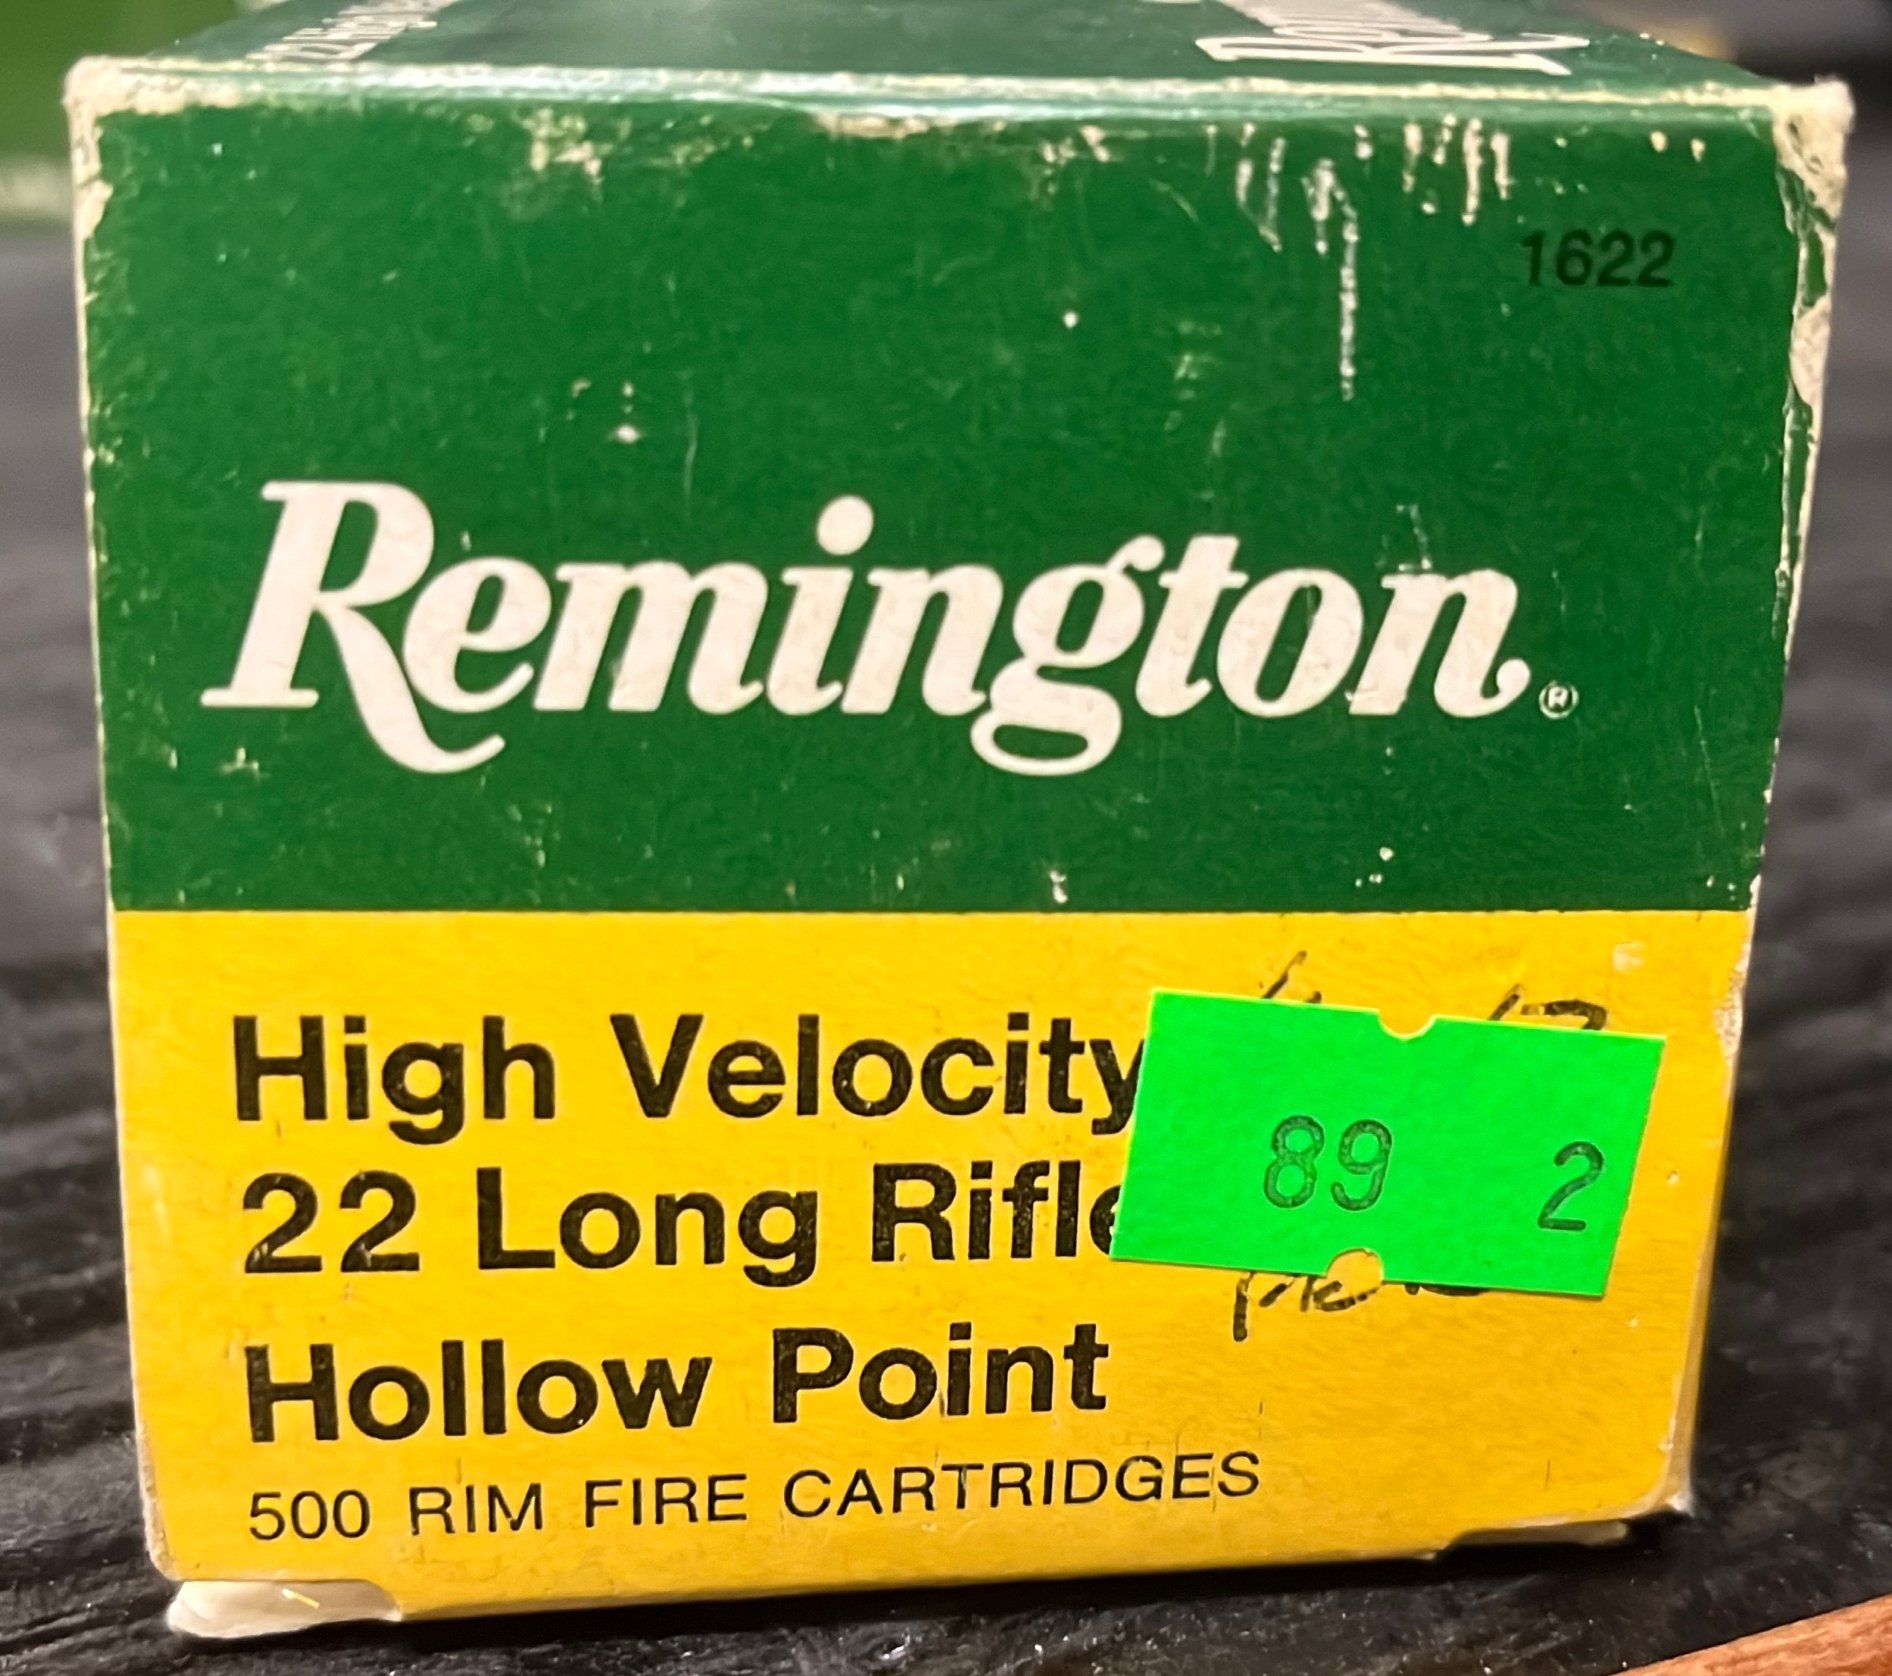 1622
Remington®
High Velocity
22 Long Rifle
89 2
Hollow Point
500 RIM FIRE CARTRIDGES